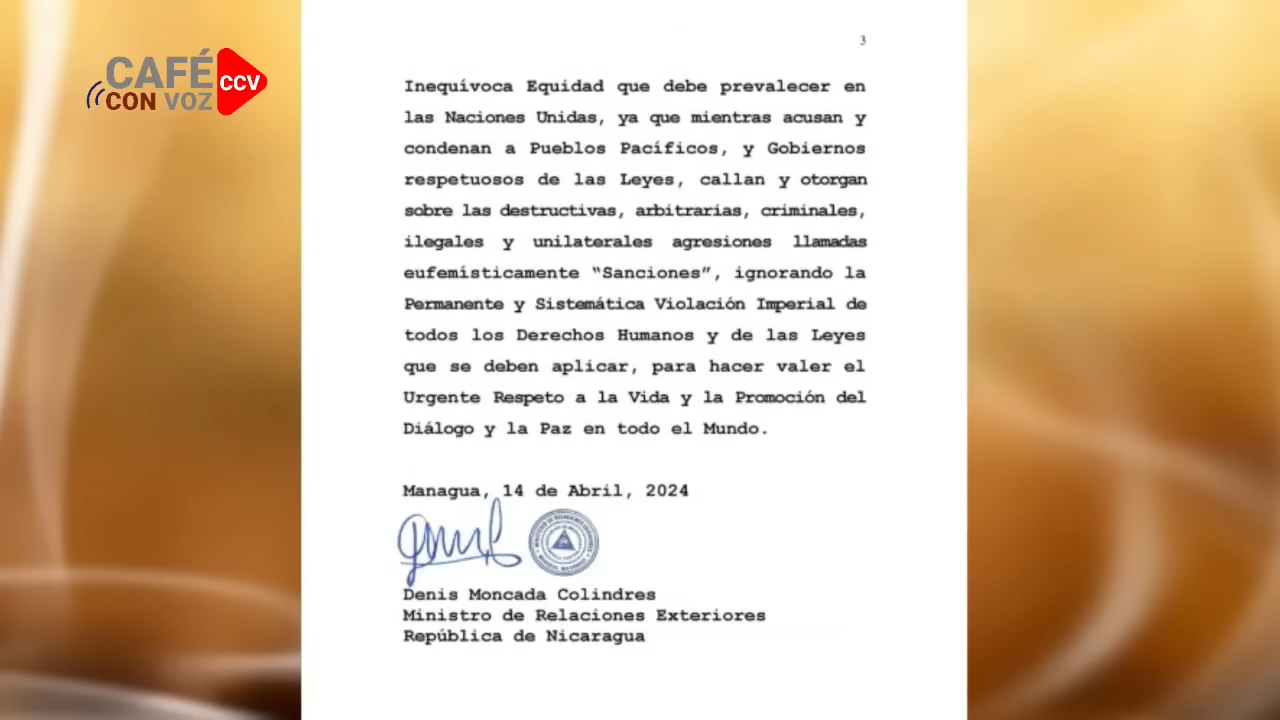 CAFÉ
CON VOZ
CCV
3
Inequívoca Equidad que debe prevalecer en
las Naciones Unidas, ya que mientras acusan y
condenan a Pueblos Pacíficos, y Gobiernos
respetuosos de las Leyes, callan y otorgan
sobre las destructivas, arbitrarias, criminales,
ilegales y unilaterales agresiones llamadas
eufemísticamente “Sanciones”, ignorando la
Permanente y Sistemática Violación Imperial de
todos los Derechos Humanos y de las Leyes
que se deben aplicar, para hacer valer el
Urgente Respeto a la Vida y la Promoción del
Diálogo y la Paz en todo el Mundo.
Managua, 14 de Abril, 2024
Denis Moncada Colindres
Ministro de Relaciones Exteriores
República de Nicaragua